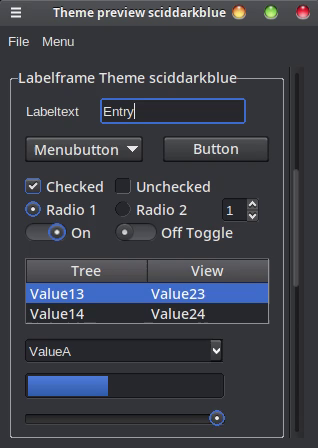 Theme preview sciddarkblue
File Menu
Labelframe Theme sciddarkblue
Labeltext Entry
Menubutton Button
Checked Unchecked
Radio 1 Radio 2 1
On Off Toggle
Tree View
Value13 Value23
Value14 Value24
ValueA